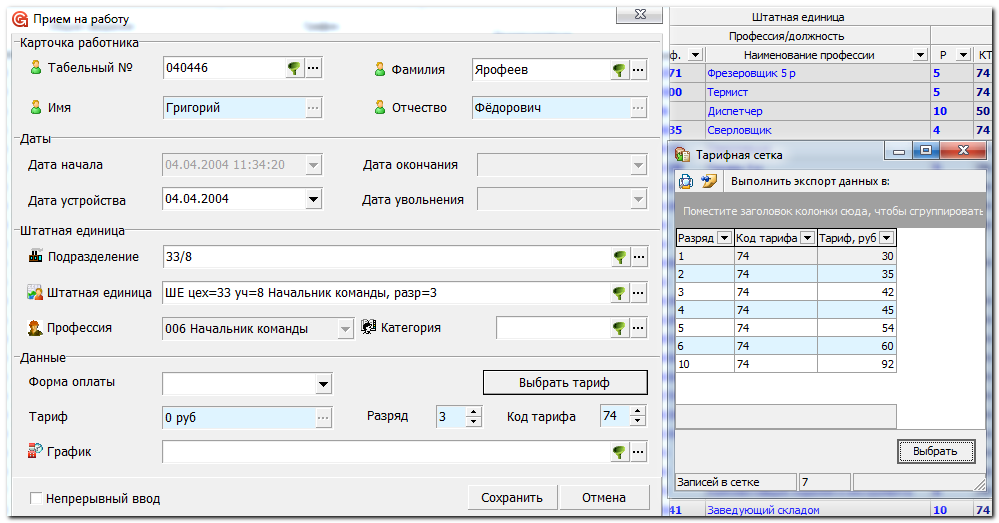 Прием на работу
Карточка работника
Табельный № 040446 Фамилия Ярофеев
Имя Григорий Отчество Фёдорович
Даты
Дата начала 04.04.2004 11:34:20 Дата окончания
Дата устройства 04.04.2004 Дата увольнения
Штатная единица
Подразделение 33/8
Штатная единица ШЕ цех=33 уч=8 Начальник команды, разр=3
Профессия 006 Начальник команды Категория
Данные
Форма оплаты Выбрать тариф
Тариф 0 руб Разряд 3 Код тарифа 74
График
Непрерывный ввод Сохранить Отмена
Штатная единица
Профессия/должность
ф. Наименование профессии Р КТ
71 Фрезеровщик 5 р 5 74
00 Термист 5 74
Диспетчер 10 50
35 Сверловщик 4 74
Тарифная сетка
Выполнить экспорт данных в:
Поместите заголовок колонки сюда, чтобы сгруппировать
Разряд Код тарифа Тариф, руб
1 74 30
2 74 35
3 74 42
4 74 45
5 74 54
6 74 60
10 74 92
Выбрать
Записей в сетке 7
41 Заведующий складом 10 74